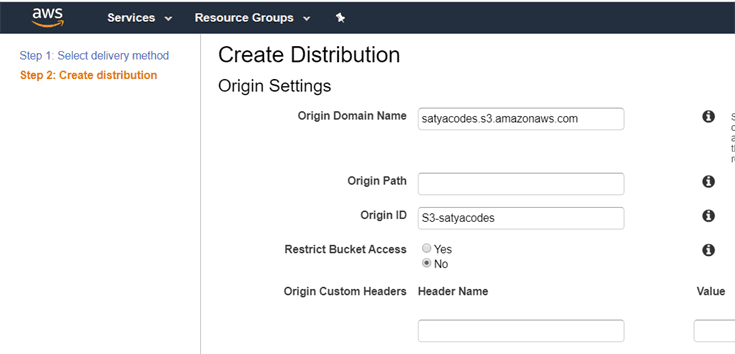 aws
Services
Resource Groups
Step 1: Select delivery method
Step 2: Create distribution
Create Distribution
Origin Settings
Origin Domain Name
satyacodes.s3.amazonaws.com
Origin Path
Origin ID
S3-satyacodes
Restrict Bucket Access
Yes
No
Origin Custom Headers
Header Name
Value